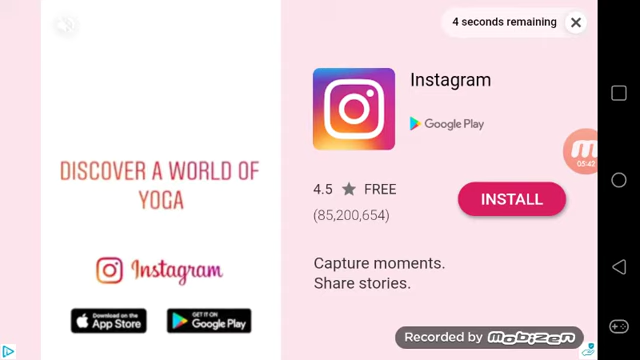 4 seconds remaining
Instagram
Google Play
DISCOVER A WORLD OF
YOGA
4.5 ★ FREE
(85,200,654)
INSTALL
05:42
Instagram
Capture moments.
Share stories.
Download on the
App Store
GET IT ON
Google Play
Recorded by MOBIZEN